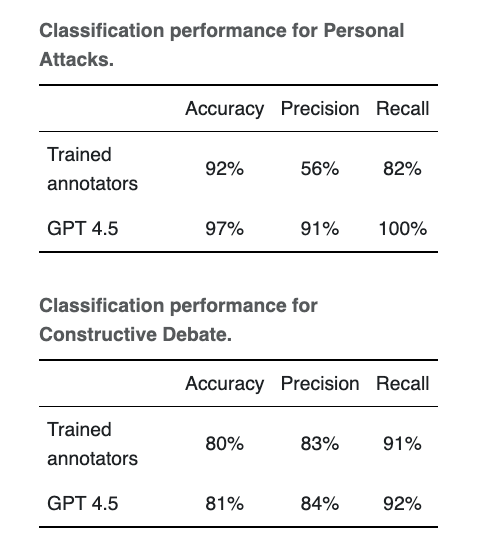 Classification performance for Personal
Attacks.
Accuracy Precision Recall
Trained
annotators 92% 56% 82%
GPT 4.5 97% 91% 100%
Classification performance for
Constructive Debate.
Accuracy Precision Recall
Trained
annotators 80% 83% 91%
GPT 4.5 81% 84% 92%